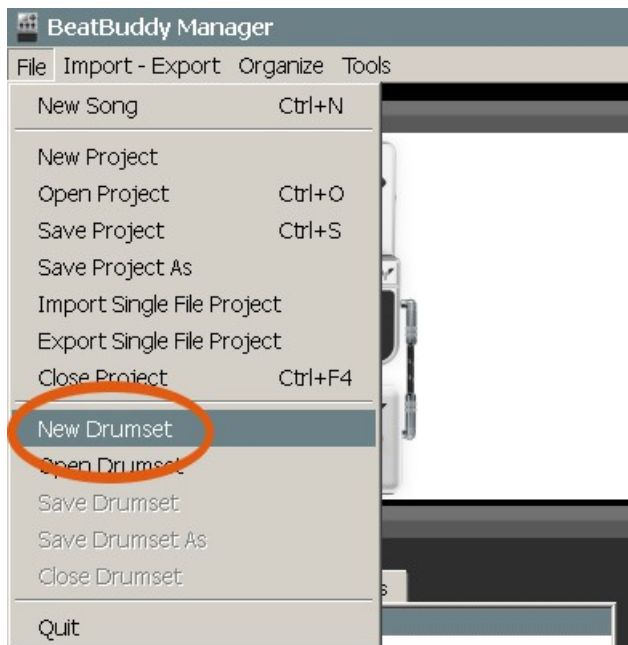 BeatBuddy Manager
File Import - Export Organize Tools
New Song Ctrl+N
New Project
Open Project Ctrl+O
Save Project Ctrl+S
Save Project As
Import Single File Project
Export Single File Project
Close Project Ctrl+F4
New Drumset
Open Drumset
Save Drumset
Save Drumset As
Close Drumset
Quit